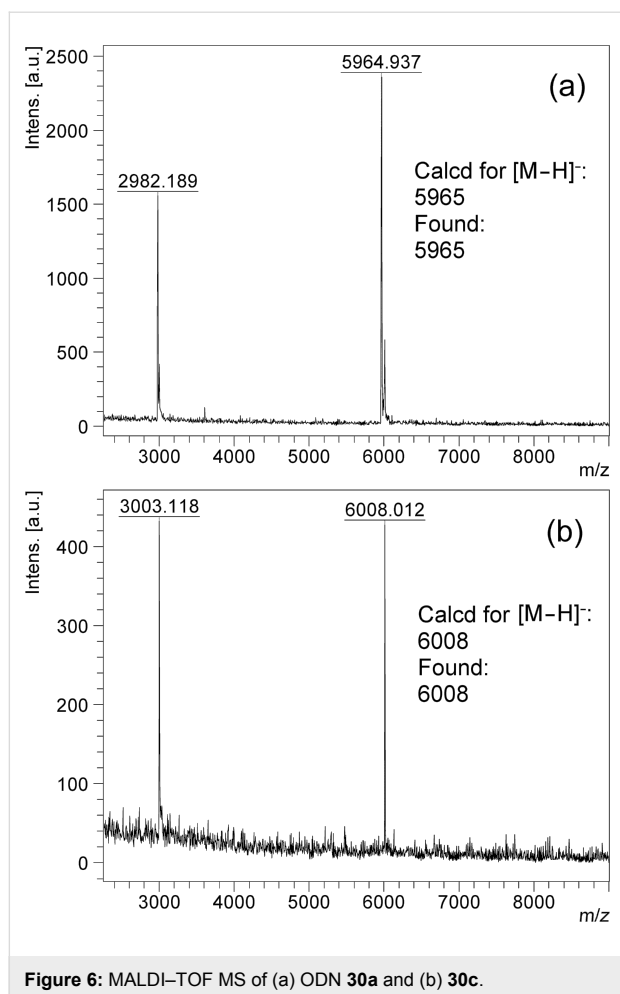 Intens. [a.u.]
2500
2000
1500
1000
500
0
2982.189
5964.937
(a)
Calcd for [M–H]⁻:
5965
Found:
5965
3000 4000 5000 6000 7000 8000
m/z
Intens. [a.u.]
400
300
200
100
0
3003.118
6008.012
(b)
Calcd for [M–H]⁻:
6008
Found:
6008
3000 4000 5000 6000 7000 8000
m/z
Figure 6: MALDI–TOF MS of (a) ODN 30a and (b) 30c.